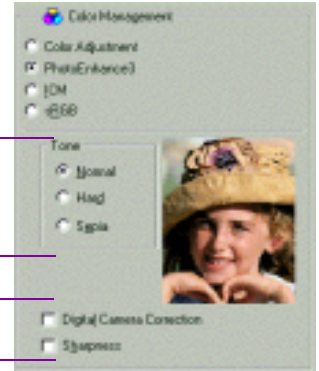 Color Management
Color Adjustment
PhotoEnhance3
ICM
sRGB
Tone
Normal
Hard
Sepia
Digital Camera Correction
Sharpness